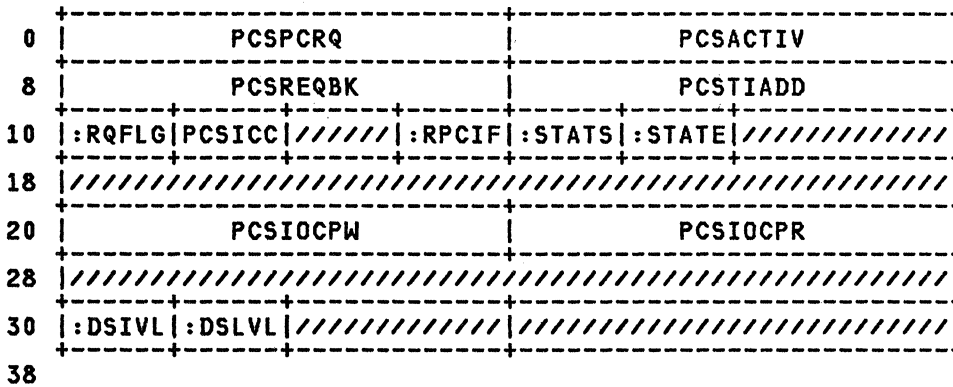 0 | PCSPCRQ | PCSACTIV
8 | PCSREQBK | PCSTIADD
10 |:RQFLG|PCSICC|//////|:RPCIF|:STATS|:STATE|/////////////
18 |////////////////////////////////////////////////////
20 | PCSIOCPW | PCSIOCPR
28 |////////////////////////////////////////////////////
30 |:DSIVL|:DSLVL|/////////////|//////////////////////////
38